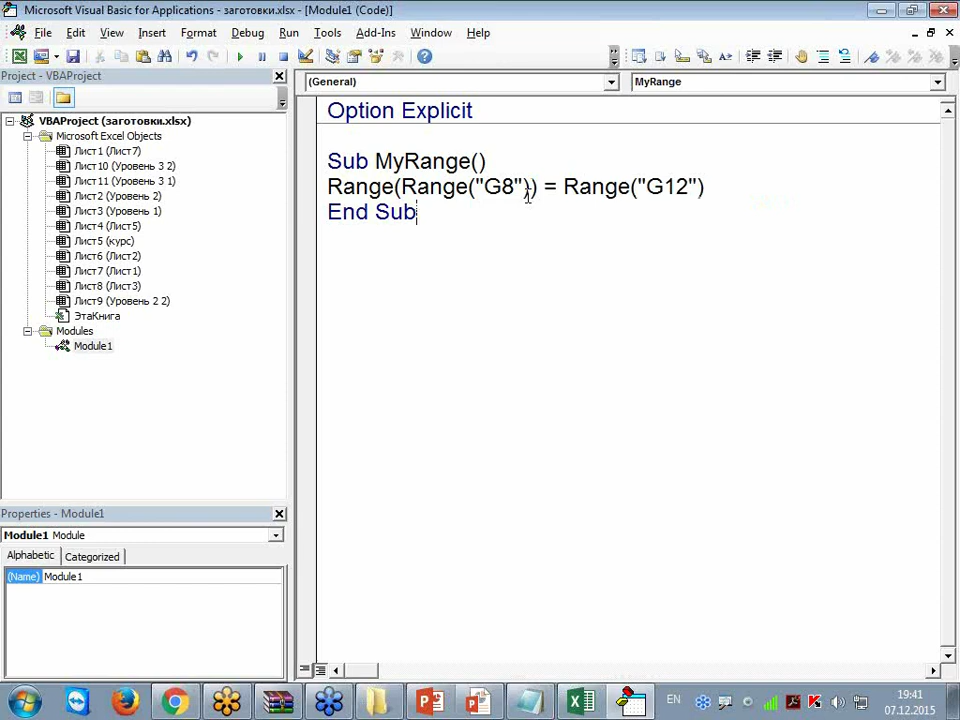 Microsoft Visual Basic for Applications - заготовки.xlsx - [Module1 (Code)]
File Edit View Insert Format Debug Run Tools Add-Ins Window Help
Project - VBAProject
VBAProject (заготовки.xlsx)
Microsoft Excel Objects
Лист1 (Лист7)
Лист10 (Уровень 3 2)
Лист11 (Уровень 3 1)
Лист2 (Уровень 2)
Лист3 (Уровень 1)
Лист4 (Лист5)
Лист5 (курс)
Лист6 (Лист2)
Лист7 (Лист1)
Лист8 (Лист3)
Лист9 (Уровень 2 2)
ЭтаКнига
Modules
Module1
Properties - Module1
Module1 Module
Alphabetic Categorized
(Name) Module1
(General) MyRange
Option Explicit
Sub MyRange()
Range(Range("G8")) = Range("G12")
End Sub
EN
19:41
07.12.2015